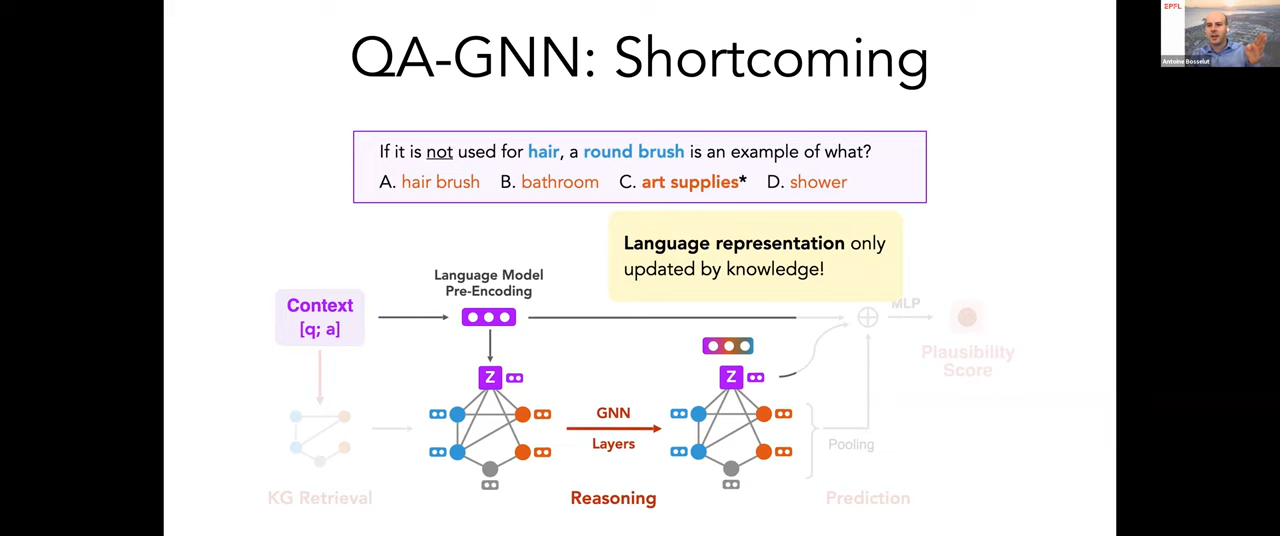 QA-GNN: Shortcoming
EPFL
Antoine Bosselut
If it is not used for hair, a round brush is an example of what?
A. hair brush B. bathroom C. art supplies* D. shower
Language representation only
updated by knowledge!
Language Model
Pre-Encoding
Context
[q; a]
MLP
Plausibility
Score
Z
Z
GNN
Layers
Pooling
KG Retrieval
Reasoning
Prediction